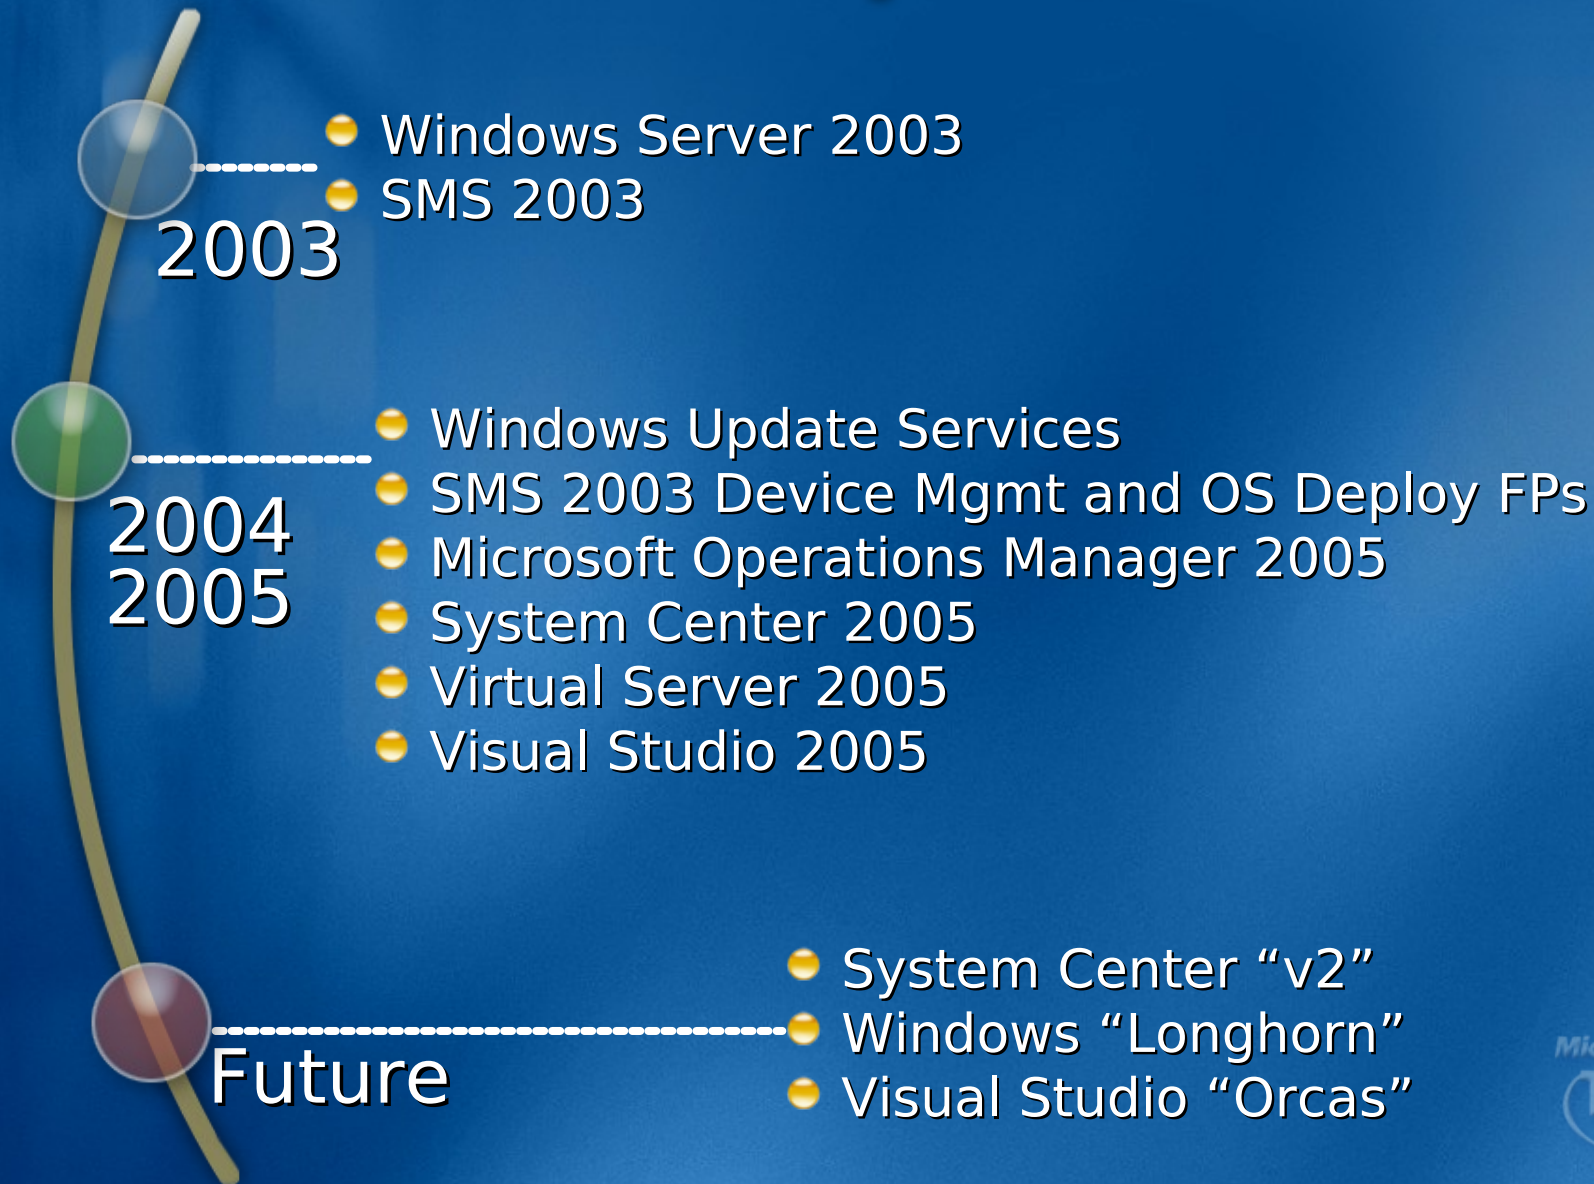 Windows Server 2003
SMS 2003
2003
Windows Update Services
SMS 2003 Device Mgmt and OS Deploy FPs
Microsoft Operations Manager 2005
System Center 2005
Virtual Server 2005
Visual Studio 2005
2004
2005
System Center “v2”
Windows “Longhorn”
Visual Studio “Orcas”
Future